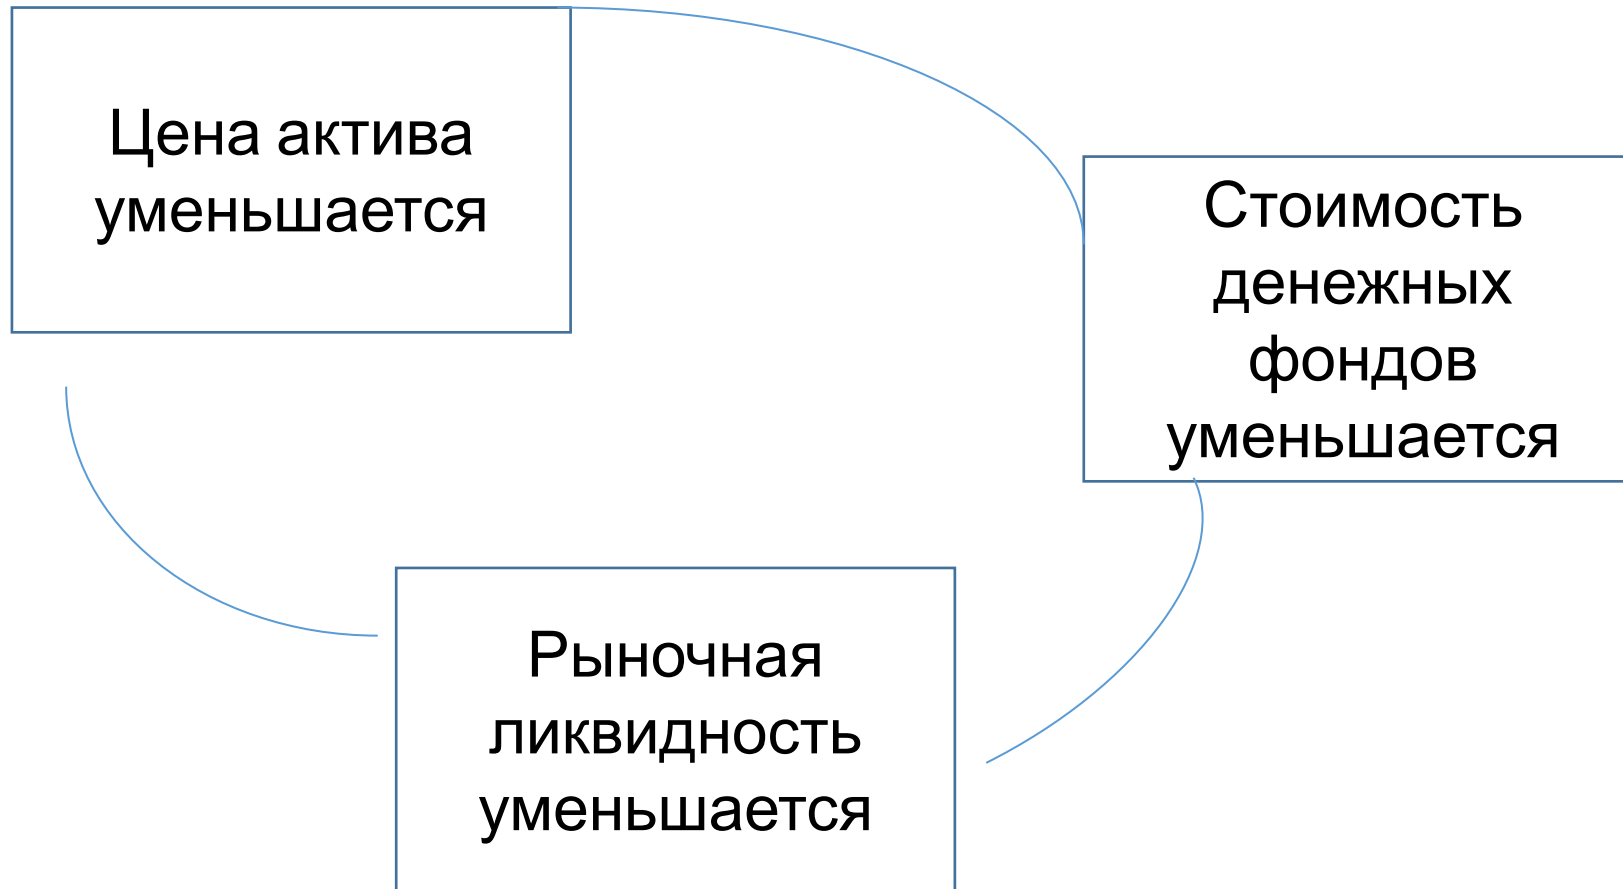 Цена актива
уменьшается
Стоимость
денежных
фондов
уменьшается
Рыночная
ликвидность
уменьшается